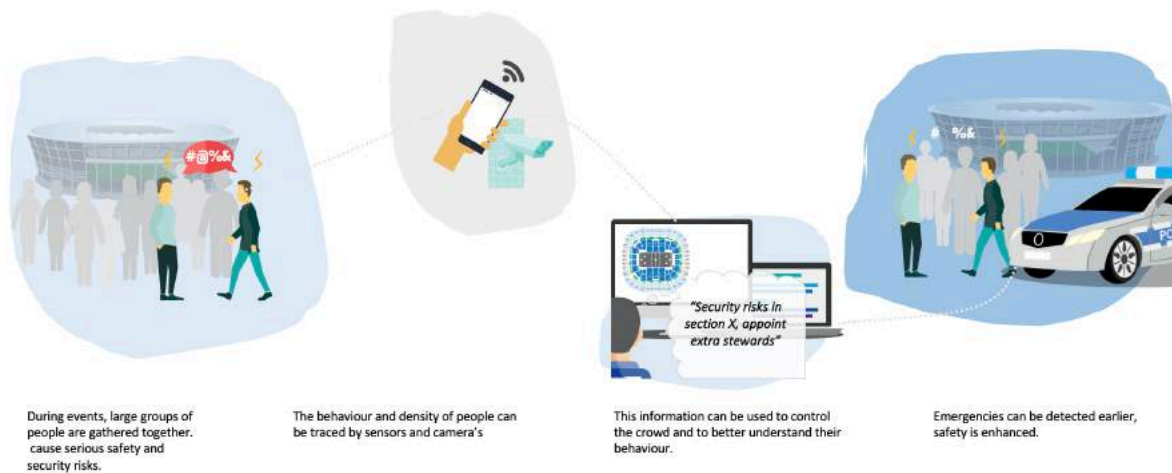 #@%&
# %&
PO
"Security risks in
section X, appoint
extra stewards"
During events, large groups of
people are gathered together.
cause serious safety and
security risks.
The behaviour and density of people can
be traced by sensors and camera's
This information can be used to control
the crowd and to better understand their
behaviour.
Emergencies can be detected earlier,
safety is enhanced.